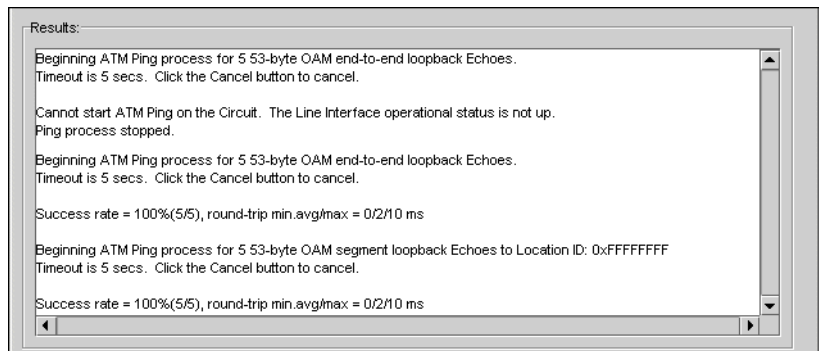 Results:
Beginning ATM Ping process for 5 53-byte OAM end-to-end loopback Echoes.
Timeout is 5 secs.  Click the Cancel button to cancel.
Cannot start ATM Ping on the Circuit.  The Line Interface operational status is not up.
Ping process stopped.
Beginning ATM Ping process for 5 53-byte OAM end-to-end loopback Echoes.
Timeout is 5 secs.  Click the Cancel button to cancel.
Success rate = 100%(5/5), round-trip min.avg/max = 0/2/10 ms
Beginning ATM Ping process for 5 53-byte OAM segment loopback Echoes to Location ID: 0xFFFFFFFF
Timeout is 5 secs.  Click the Cancel button to cancel.
Success rate = 100%(5/5), round-trip min.avg/max = 0/2/10 ms